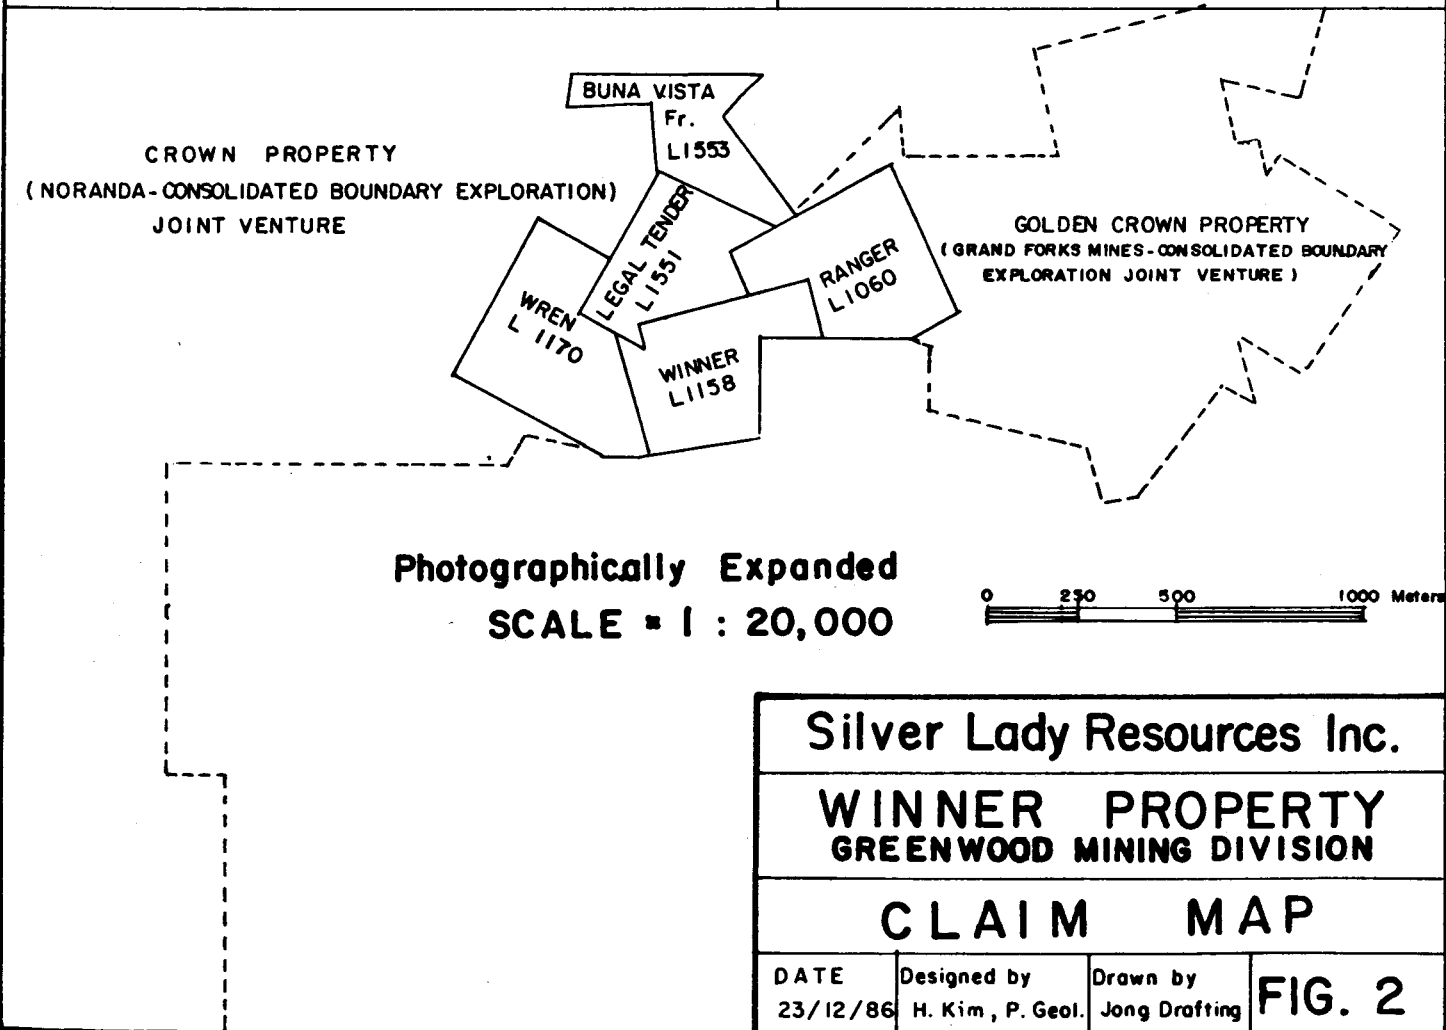 BUNA VISTA
Fr.
L1553
CROWN PROPERTY
(NORANDA-CONSOLIDATED BOUNDARY EXPLORATION)
JOINT VENTURE
LEGAL TENDER
L1551
WREN
L 1170
WINNER
L1158
RANGER
L1060
GOLDEN CROWN PROPERTY
(GRAND FORKS MINES-CONSOLIDATED BOUNDARY
EXPLORATION JOINT VENTURE)
Photographically Expanded
SCALE = 1 : 20,000
0 250 500 1000 Meters
Silver Lady Resources Inc.
WINNER PROPERTY
GREENWOOD MINING DIVISION
CLAIM MAP
DATE
23/12/86
Designed by
H. Kim, P. Geol.
Drawn by
Jong Drafting
FIG. 2